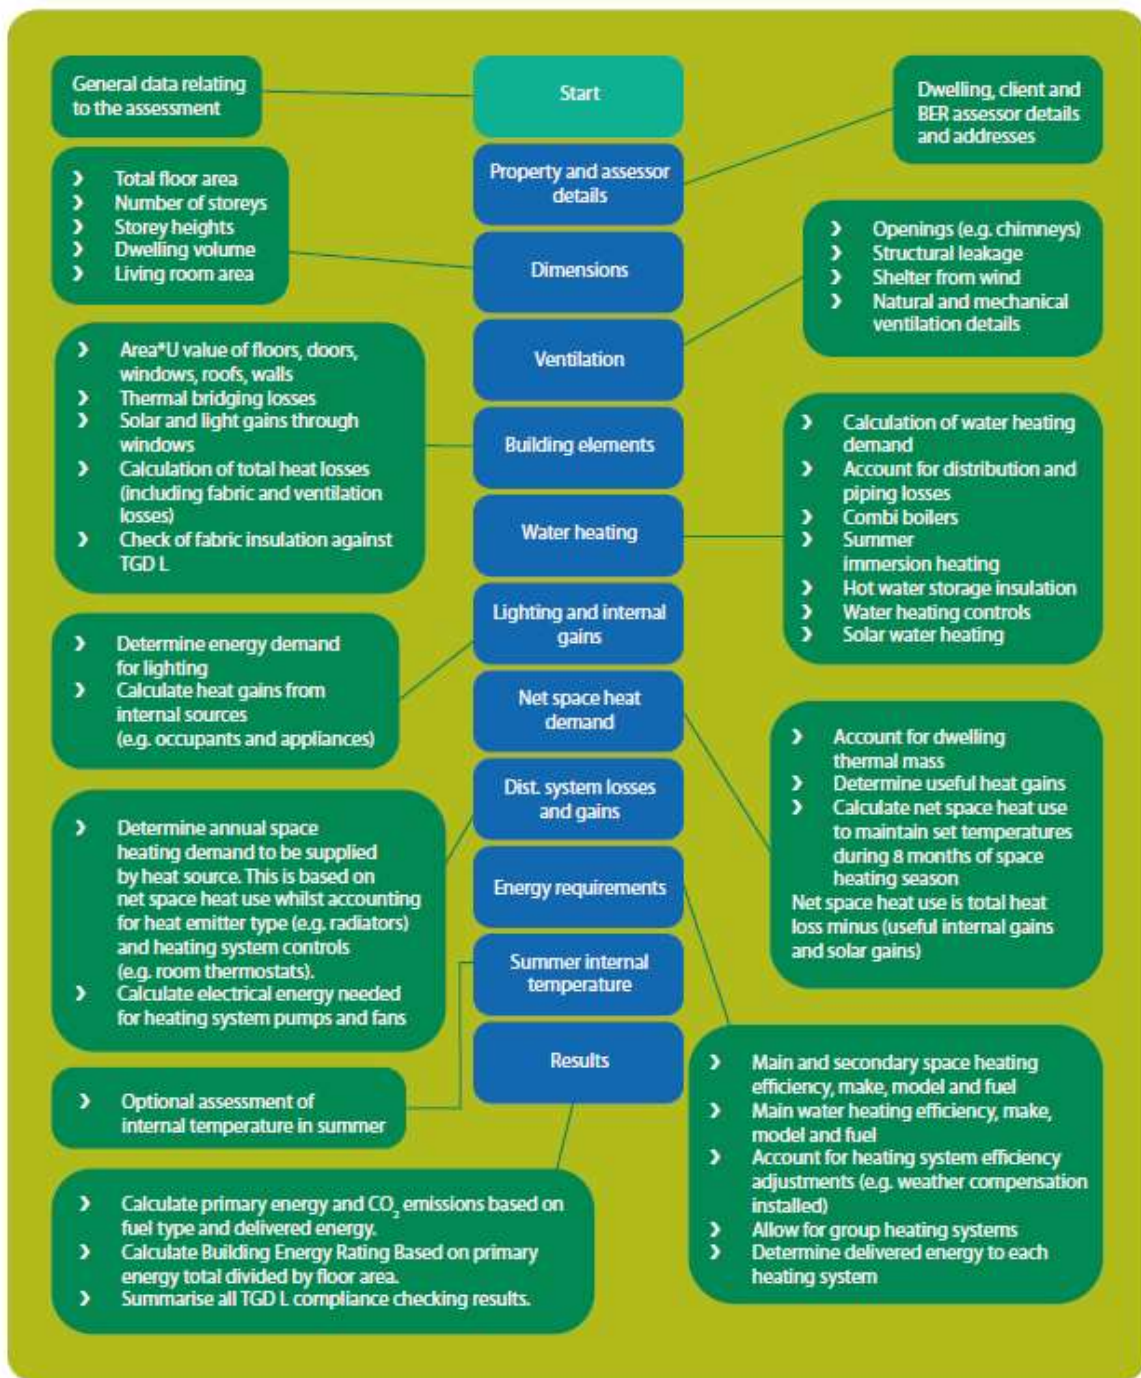 General data relating
to the assessment
Start
Dwelling, client and
BER assessor details
and addresses
Property and assessor
details
❯ Total floor area
❯ Number of storeys
❯ Storey heights
❯ Dwelling volume
❯ Living room area
Dimensions
❯ Openings (e.g. chimneys)
❯ Structural leakage
❯ Shelter from wind
❯ Natural and mechanical
ventilation details
Ventilation
❯ Area*U value of floors, doors,
windows, roofs, walls
❯ Thermal bridging losses
❯ Solar and light gains through
windows
❯ Calculation of total heat losses
(including fabric and ventilation
losses)
❯ Check of fabric insulation against
TGD L
Building elements
❯ Calculation of water heating
demand
❯ Account for distribution and
piping losses
❯ Combi boilers
❯ Summer
immersion heating
❯ Hot water storage insulation
❯ Water heating controls
❯ Solar water heating
Water heating
Lighting and internal
gains
❯ Determine energy demand
for lighting
❯ Calculate heat gains from
internal sources
(e.g. occupants and appliances)
Net space heat
demand
❯ Account for dwelling
thermal mass
❯ Determine useful heat gains
❯ Calculate net space heat use
to maintain set temperatures
during 8 months of space
heating season
Net space heat use is total heat
loss minus (useful internal gains
and solar gains)
Dist. system losses
and gains
❯ Determine annual space
heating demand to be supplied
by heat source. This is based on
net space heat use whilst accounting
for heat emitter type (e.g. radiators)
and heating system controls
(e.g. room thermostats).
❯ Calculate electrical energy needed
for heating system pumps and fans
Energy requirements
Summer internal
temperature
❯ Optional assessment of
internal temperature in summer
Results
❯ Main and secondary space heating
efficiency, make, model and fuel
❯ Main water heating efficiency, make,
model and fuel
❯ Account for heating system efficiency
adjustments (e.g. weather compensation
installed)
❯ Allow for group heating systems
❯ Determine delivered energy to each
heating system
❯ Calculate primary energy and CO₂ emissions based on
fuel type and delivered energy.
❯ Calculate Building Energy Rating Based on primary
energy total divided by floor area.
❯ Summarise all TGD L compliance checking results.